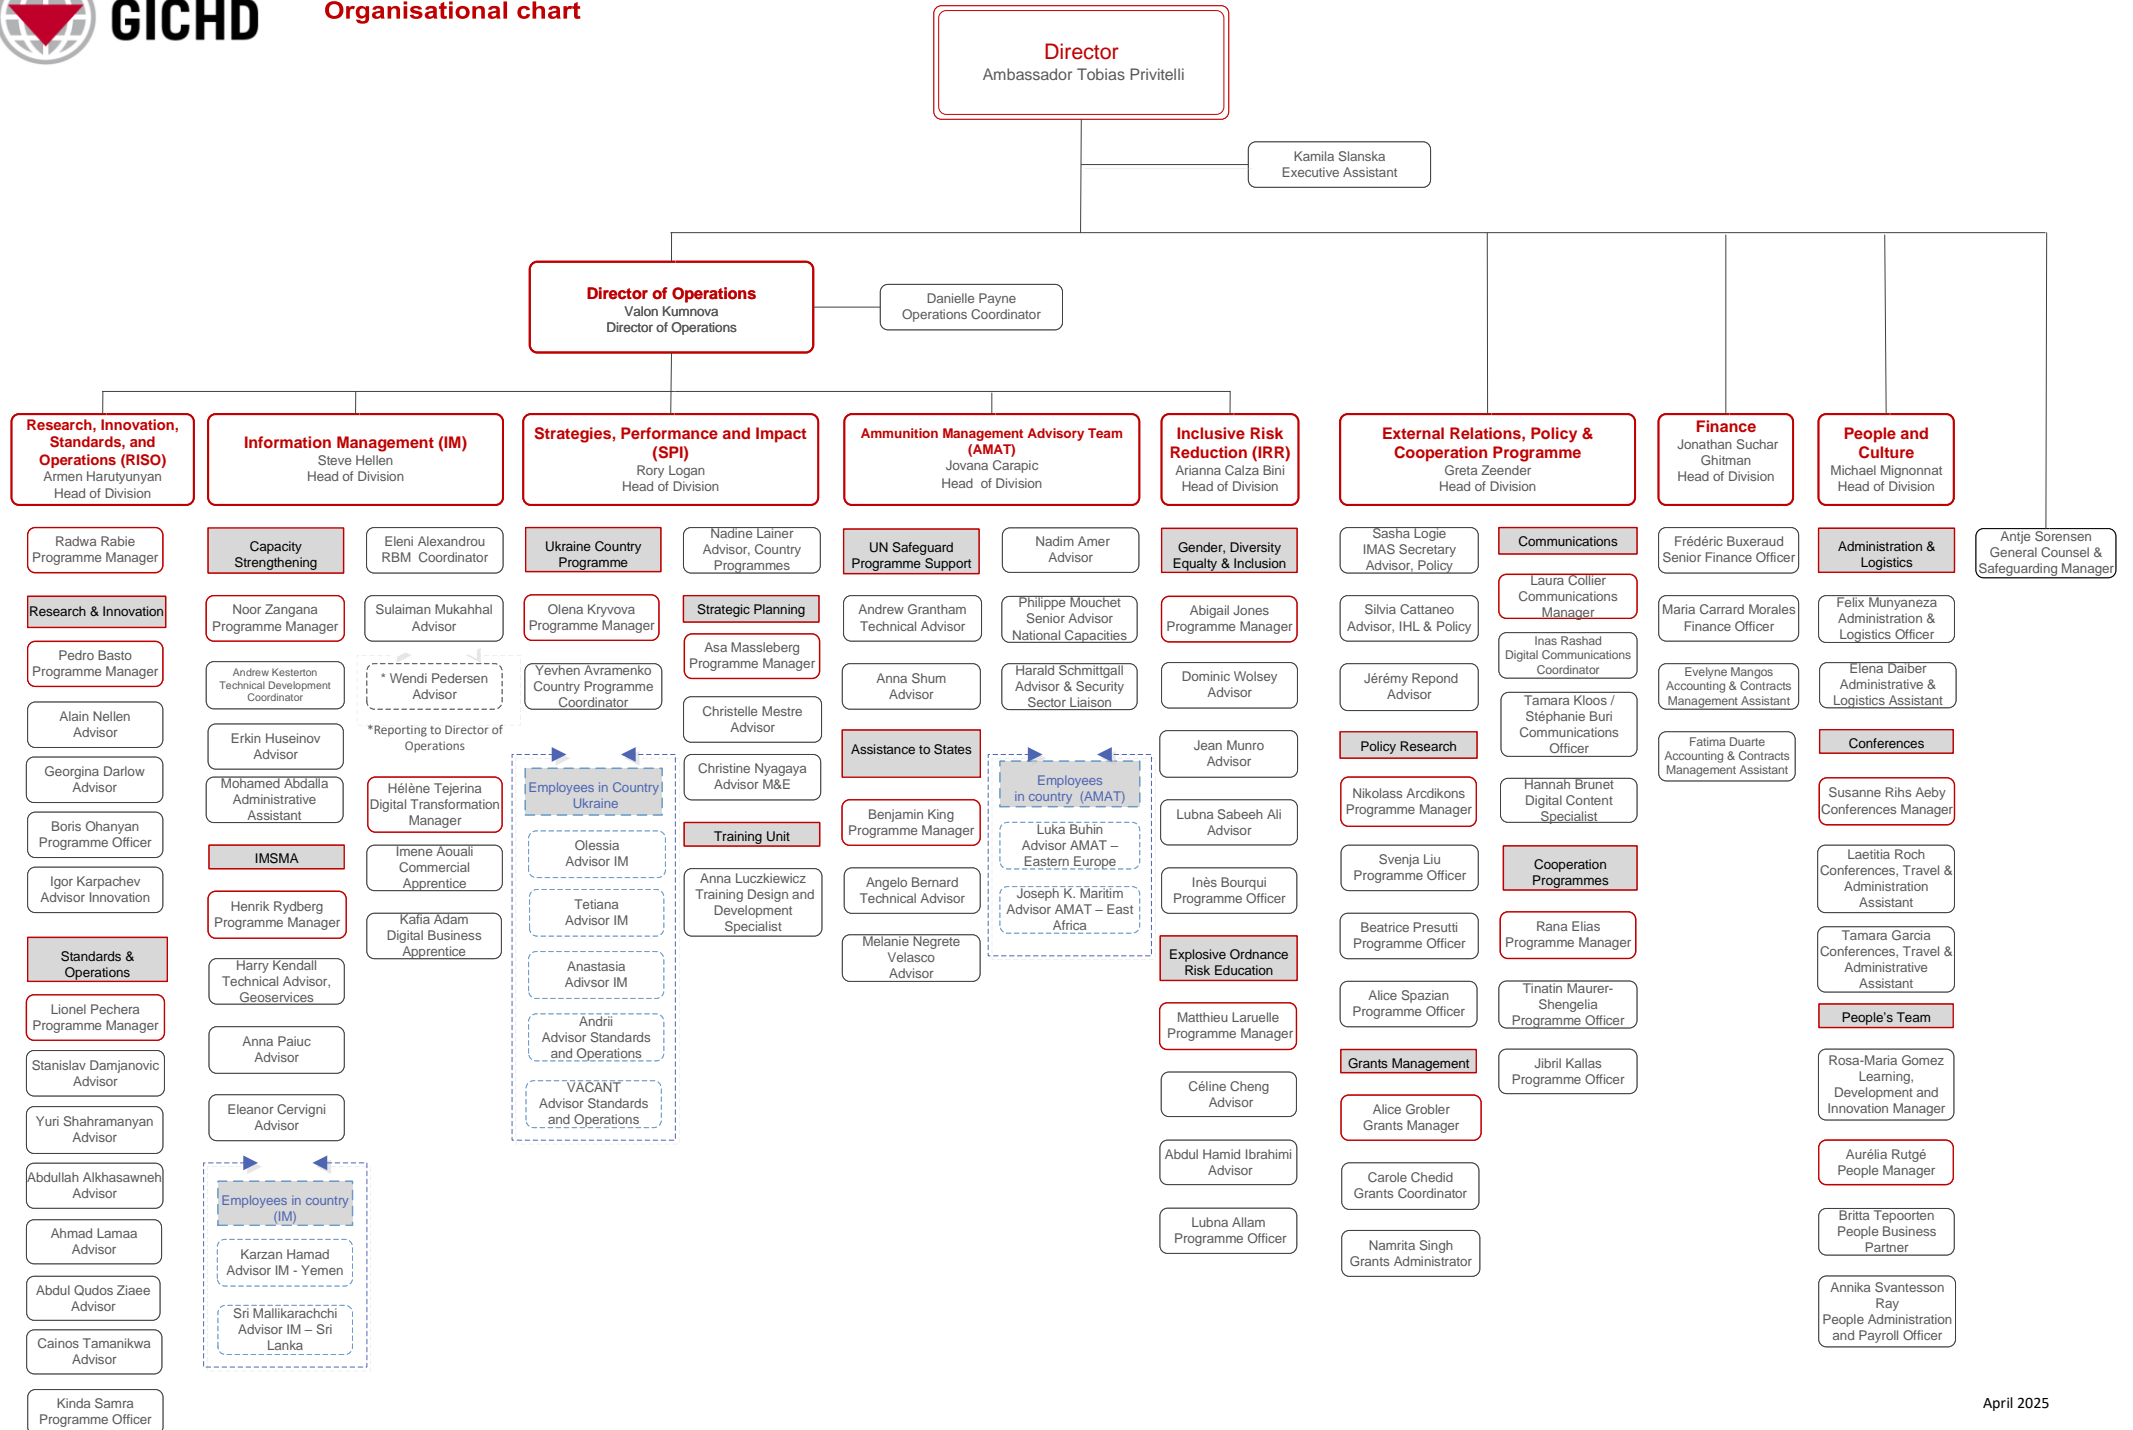 GICHD
Organisational chart
Director
Ambassador Tobias Privitelli
Kamila Slanska
Executive Assistant
Director of Operations
Valon Kumnova
Director of Operations
Danielle Payne
Operations Coordinator
Research, Innovation,
Standards, and
Operations (RISO)
Armen Harutyunyan
Head of Division
Radwa Rabie
Programme Manager
Research & Innovation
Pedro Basto
Programme Manager
Alain Nellen
Advisor
Georgina Darlow
Advisor
Boris Ohanyan
Programme Officer
Igor Karpachev
Advisor Innovation
Standards &
Operations
Lionel Pechera
Programme Manager
Stanislav Damjanovic
Advisor
Yuri Shahramanyan
Advisor
Abdullah Alkhasawneh
Advisor
Ahmad Lamaa
Advisor
Abdul Qudos Ziaee
Advisor
Cainos Tamanikwa
Advisor
Kinda Samra
Programme Officer
Information Management (IM)
Steve Hellen
Head of Division
Capacity
Strengthening
Noor Zangana
Programme Manager
Andrew Kesterton
Technical Development
Coordinator
Erkin Huseinov
Advisor
Mohamed Abdalla
Administrative
Assistant
IMSMA
Henrik Rydberg
Programme Manager
Harry Kendall
Technical Advisor,
Geoservices
Anna Paiuc
Advisor
Eleanor Cervigni
Advisor
Employees in country
(IM)
Karzan Hamad
Advisor IM - Yemen
Sri Mallikarachchi
Advisor IM – Sri
Lanka
Eleni Alexandrou
RBM Coordinator
Sulaiman Mukahhal
Advisor
* Wendi Pedersen
Advisor
*Reporting to Director of
Operations
Hélène Tejerina
Digital Transformation
Manager
Imene Aouali
Commercial
Apprentice
Kafia Adam
Digital Business
Apprentice
Strategies, Performance and Impact
(SPI)
Rory Logan
Head of Division
Ukraine Country
Programme
Olena Kryvova
Programme Manager
Yevhen Avramenko
Country Programme
Coordinator
Employees in Country
Ukraine
Olessia
Advisor IM
Tetiana
Advisor IM
Anastasia
Adivsor IM
Andrii
Advisor Standards
and Operations
VACANT
Advisor Standards
and Operations
Nadine Lainer
Advisor, Country
Programmes
Strategic Planning
Asa Massleberg
Programme Manager
Christelle Mestre
Advisor
Christine Nyagaya
Advisor M&E
Training Unit
Anna Luczkiewicz
Training Design and
Development
Specialist
Ammunition Management Advisory Team
(AMAT)
Jovana Carapic
Head of Division
UN Safeguard
Programme Support
Andrew Grantham
Technical Advisor
Anna Shum
Advisor
Assistance to States
Benjamin King
Programme Manager
Angelo Bernard
Technical Advisor
Melanie Negrete
Velasco
Advisor
Nadim Amer
Advisor
Philippe Mouchet
Senior Advisor
National Capacities
Harald Schmittgall
Advisor & Security
Sector Liaison
Employees
in country (AMAT)
Luka Buhin
Advisor AMAT –
Eastern Europe
Joseph K. Maritim
Advisor AMAT – East
Africa
Inclusive Risk
Reduction (IRR)
Arianna Calza Bini
Head of Division
Gender, Diversity
Equalty & Inclusion
Abigail Jones
Programme Manager
Dominic Wolsey
Advisor
Jean Munro
Advisor
Lubna Sabeeh Ali
Advisor
Inès Bourqui
Programme Officer
Explosive Ordnance
Risk Education
Matthieu Laruelle
Programme Manager
Céline Cheng
Advisor
Abdul Hamid Ibrahimi
Advisor
Lubna Allam
Programme Officer
External Relations, Policy &
Cooperation Programme
Greta Zeender
Head of Division
Sasha Logie
IMAS Secretary
Advisor, Policy
Silvia Cattaneo
Advisor, IHL & Policy
Jérémy Repond
Advisor
Policy Research
Nikolass Arcdikons
Programme Manager
Svenja Liu
Programme Officer
Beatrice Presutti
Programme Officer
Alice Spazian
Programme Officer
Grants Management
Alice Grobler
Grants Manager
Carole Chedid
Grants Coordinator
Namrita Singh
Grants Administrator
Communications
Laura Collier
Communications
Manager
Inas Rashad
Digital Communications
Coordinator
Tamara Kloos /
Stéphanie Buri
Communications
Officer
Hannah Brunet
Digital Content
Specialist
Cooperation
Programmes
Rana Elias
Programme Manager
Tinatin Maurer-
Shengelia
Programme Officer
Jibril Kallas
Programme Officer
Finance
Jonathan Suchar
Ghitman
Head of Division
Frédéric Buxeraud
Senior Finance Officer
Maria Carrard Morales
Finance Officer
Evelyne Mangos
Accounting & Contracts
Management Assistant
Fatima Duarte
Accounting & Contracts
Management Assistant
People and
Culture
Michael Mignonnat
Head of Division
Administration &
Logistics
Felix Munyaneza
Administration &
Logistics Officer
Elena Daiber
Administrative &
Logistics Assistant
Conferences
Susanne Rihs Aeby
Conferences Manager
Laetitia Roch
Conferences, Travel &
Administration
Assistant
Tamara Garcia
Conferences, Travel &
Administrative
Assistant
People's Team
Rosa-Maria Gomez
Learning,
Development and
Innovation Manager
Aurélia Rutgé
People Manager
Britta Tepoorten
People Business
Partner
Annika Svantesson
Ray
People Administration
and Payroll Officer
Antje Sorensen
General Counsel &
Safeguarding Manager
April 2025